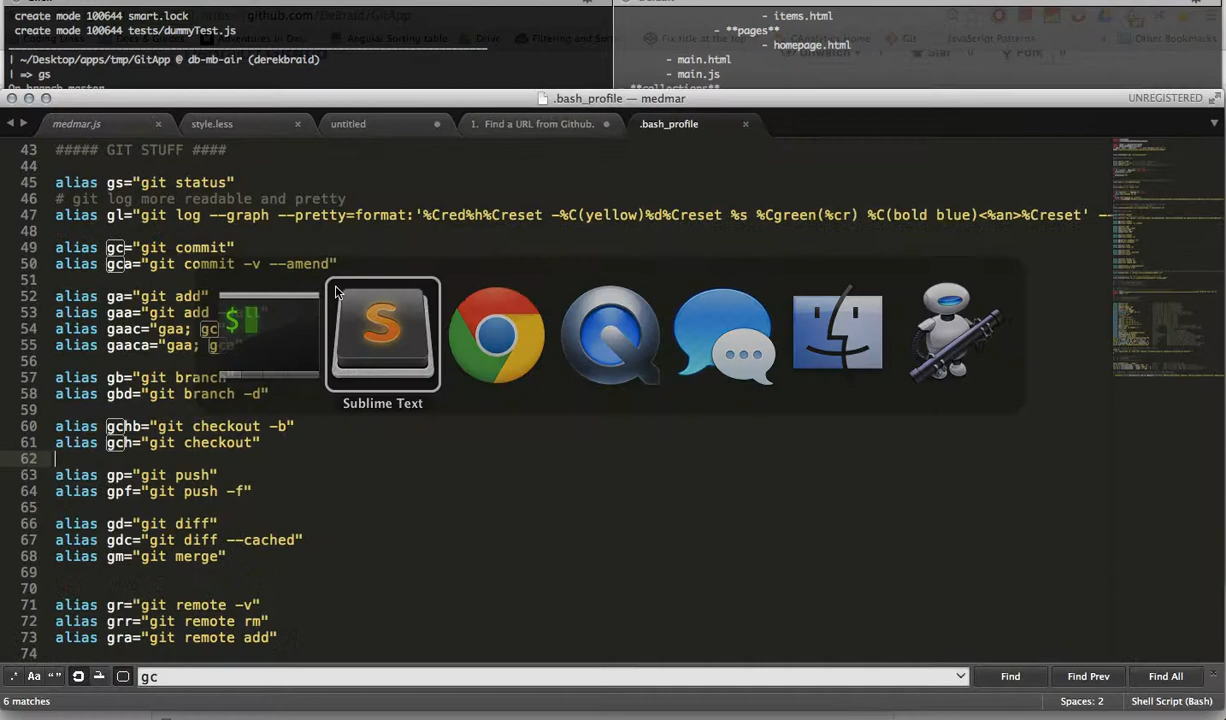 create mode 100644 smart.lock
create mode 100644 tests/dummyTest.js
| ~/Desktop/apps/tmp/GitApp @ db-mb-air (derekbraid)
| => gs
On branch master
github.com/DeBraid/GitApp
- items.html
- **pages**
- homepage.html
- main.html
- main.js
- **collections**
.bash_profile — medmar
UNREGISTERED
medmar.js
style.less
untitled
1. Find a URL from Github.
.bash_profile
43 ##### GIT STUFF ####
44
45 alias gs="git status"
46 # git log more readable and pretty
47 alias gl="git log --graph --pretty=format:'%Cred%h%Creset -%C(yellow)%d%Creset %s %Cgreen(%cr) %C(bold blue)<%an>%Creset' --
48
49 alias gc="git commit"
50 alias gca="git commit -v --amend"
51
52 alias ga="git add"
53 alias gaa="git add
54 alias gaac="gaa; gc
55 alias gaaca="gaa; gca"
56
57 alias gb="git branch
58 alias gbd="git branch -d"
59
60 alias gchb="git checkout -b"
61 alias gch="git checkout"
62
63 alias gp="git push"
64 alias gpf="git push -f"
65
66 alias gd="git diff"
67 alias gdc="git diff --cached"
68 alias gm="git merge"
69
70
71 alias gr="git remote -v"
72 alias grr="git remote rm"
73 alias gra="git remote add"
74
$
S
Sublime Text
.* Aa “”
gc
Find
Find Prev
Find All
6 matches
Spaces: 2
Shell Script (Bash)